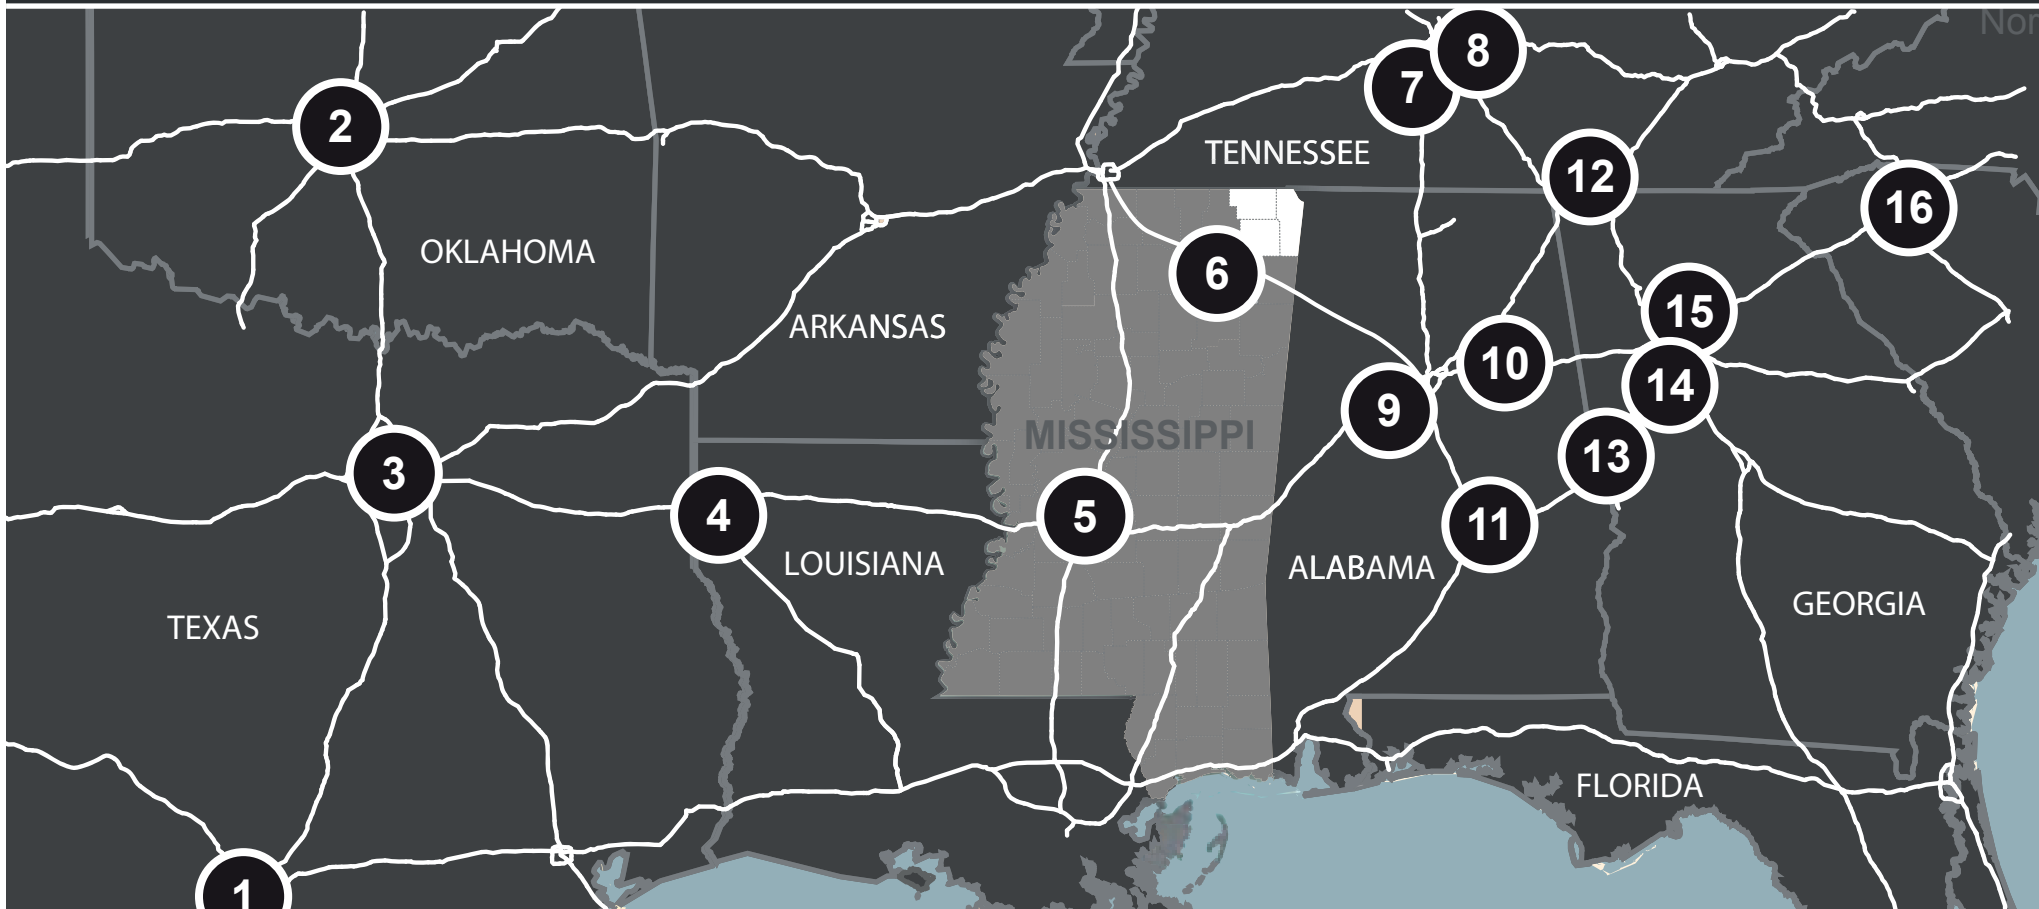 Nor
8
7
2
TENNESSEE
12
16
OKLAHOMA
6
15
ARKANSAS
10
14
9
MISSISSIPPI
13
3
4
5
11
LOUISIANA
ALABAMA
GEORGIA
TEXAS
FLORIDA
1